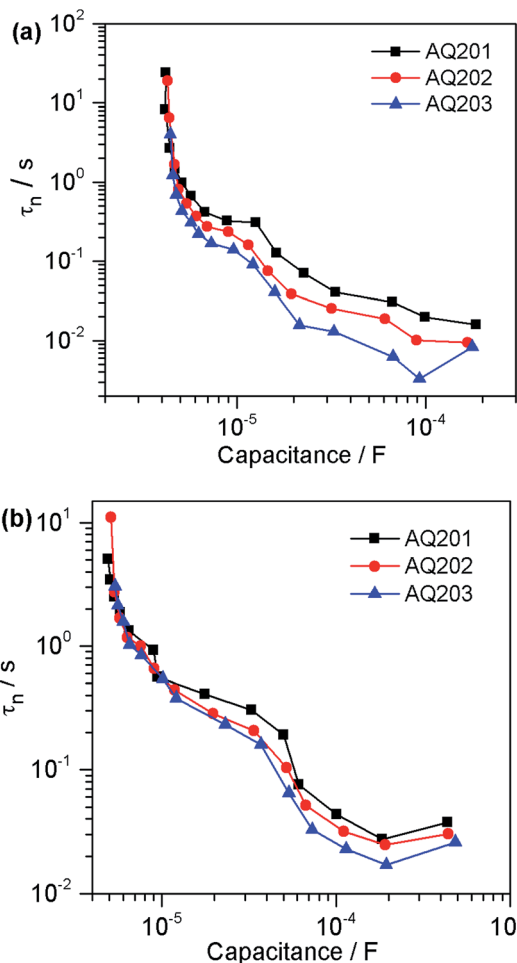 (a)
10²
10¹
10⁰
10⁻¹
10⁻²
τₙ / s
AQ201
AQ202
AQ203
10⁻⁵
10⁻⁴
Capacitance / F
(b)
10¹
10⁰
10⁻¹
10⁻²
τₙ / s
AQ201
AQ202
AQ203
10⁻⁵
10⁻⁴
10
Capacitance / F